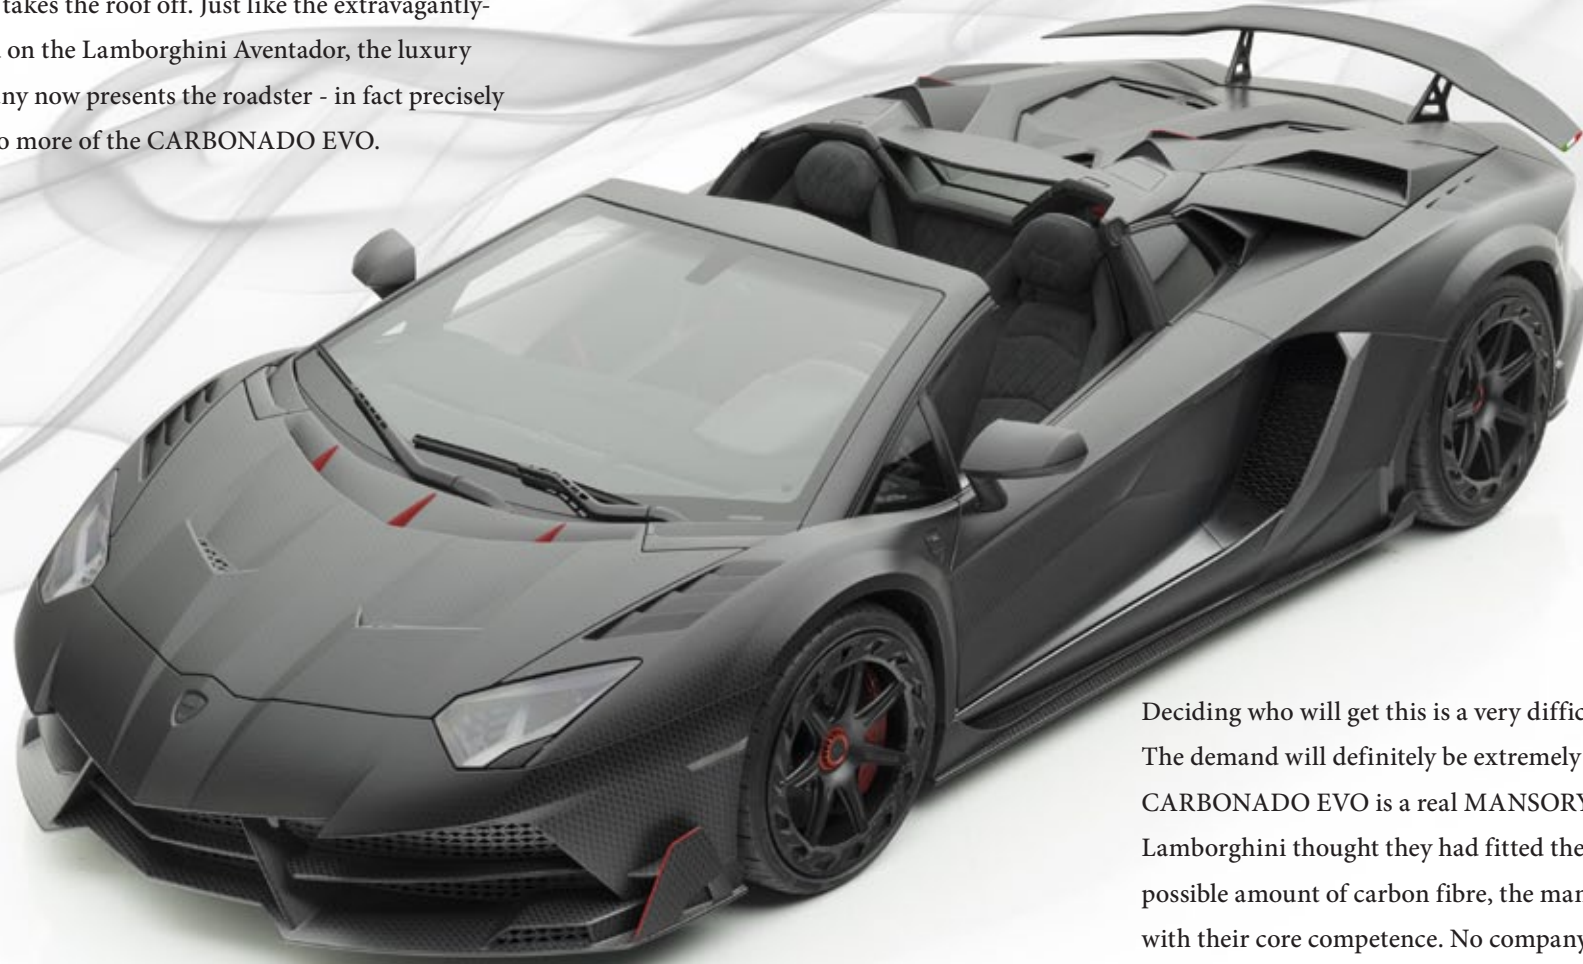 takes the roof off. Just like the extravagantly-
on the Lamborghini Aventador, the luxury
now presents the roadster - in fact precisely
more of the CARBONADO EVO.
Deciding who will get this is a very
The demand will definitely be extremely
CARBONADO EVO is a real MANSORY
Lamborghini thought they had fitted the
possible amount of carbon fibre, the
with their core competence. No company